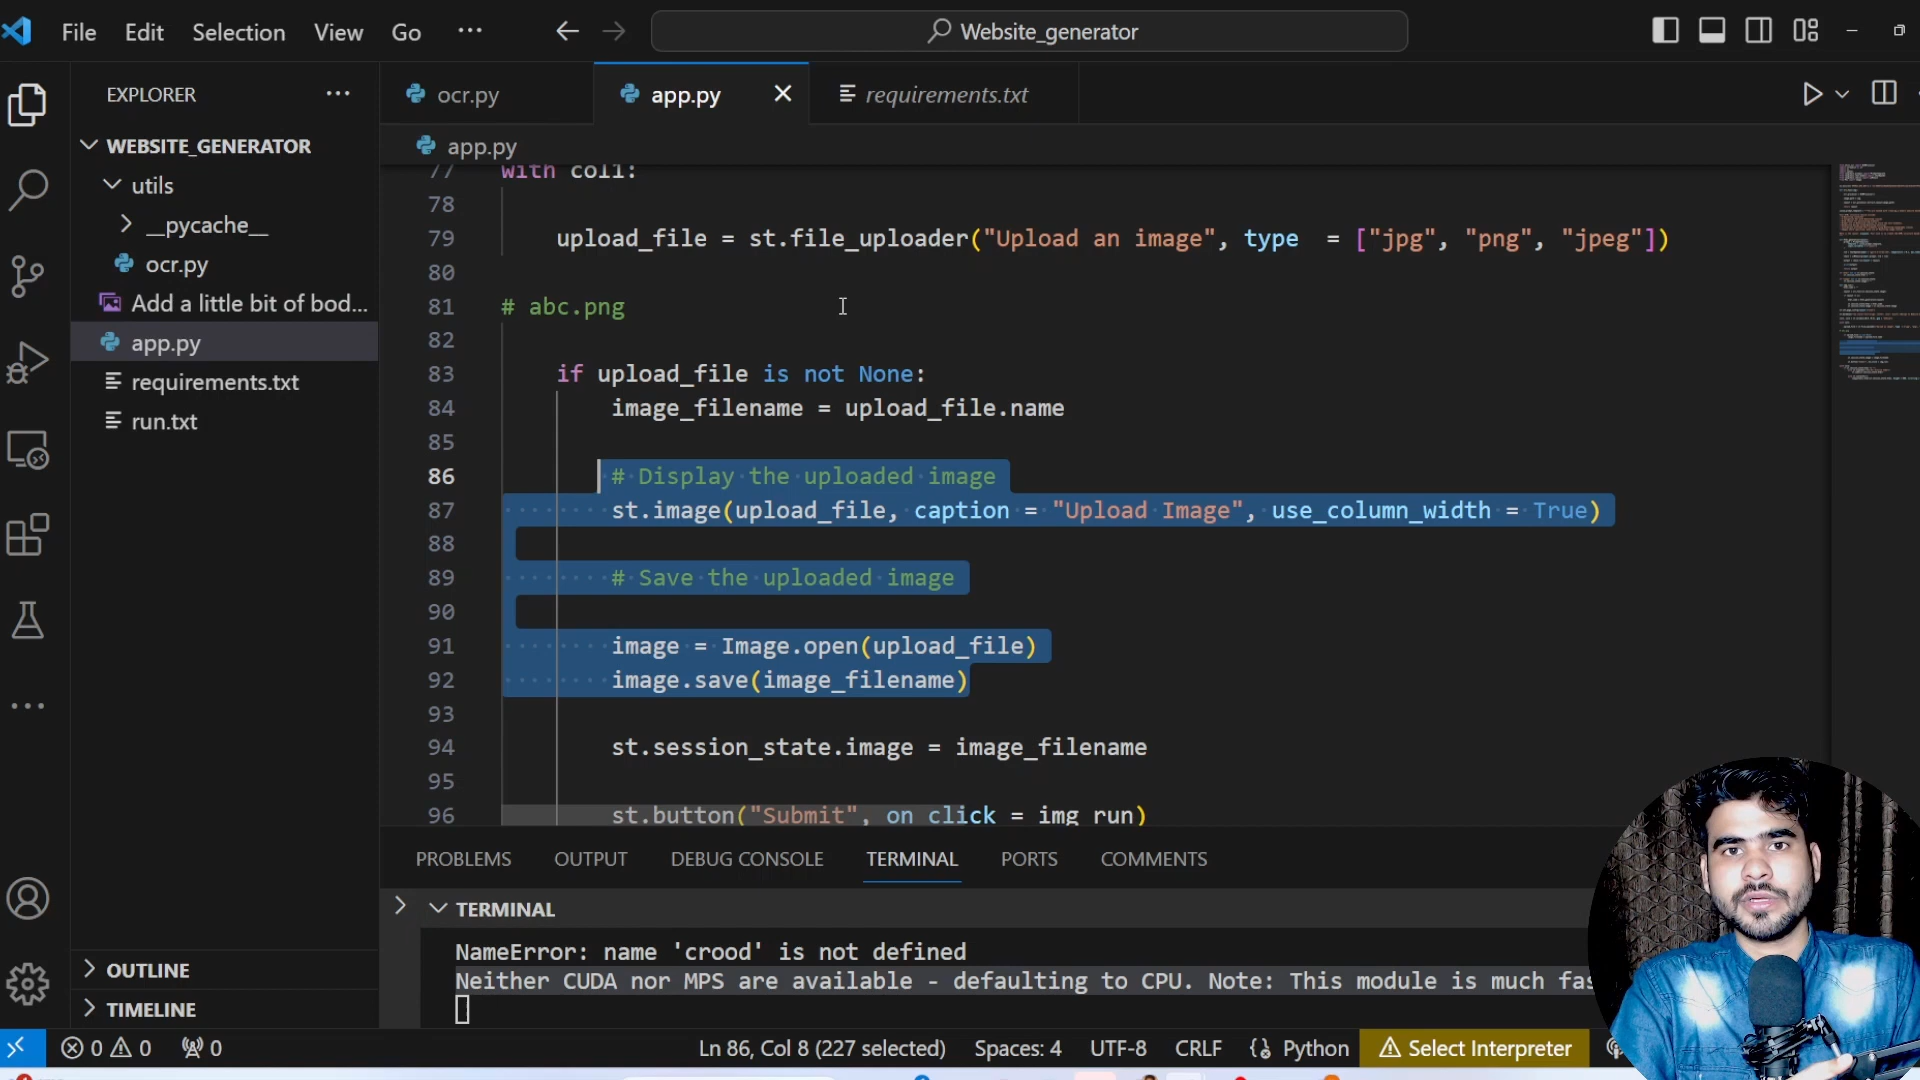 File Edit Selection View Go ··· Website_generator
EXPLORER ···
WEBSITE_GENERATOR
utils
__pycache__
ocr.py
Add a little bit of bod...
app.py
requirements.txt
run.txt
OUTLINE
TIMELINE
ocr.py app.py requirements.txt
app.py
77 with col1:
78
79 upload_file = st.file_uploader("Upload an image", type  = ["jpg", "png", "jpeg"])
80
81 # abc.png
82
83 if upload_file is not None:
84 image_filename = upload_file.name
85
86 # Display the uploaded image
87 st.image(upload_file, caption = "Upload Image", use_column_width = True)
88
89 # Save the uploaded image
90
91 image = Image.open(upload_file)
92 image.save(image_filename)
93
94 st.session_state.image = image_filename
95
96 st.button("Submit", on_click = img_run)
PROBLEMS OUTPUT DEBUG CONSOLE TERMINAL PORTS COMMENTS
TERMINAL
NameError: name 'crood' is not defined
Neither CUDA nor MPS are available - defaulting to CPU. Note: This module is much fas
0 0 0 Ln 86, Col 8 (227 selected) Spaces: 4 UTF-8 CRLF Python Select Interpreter